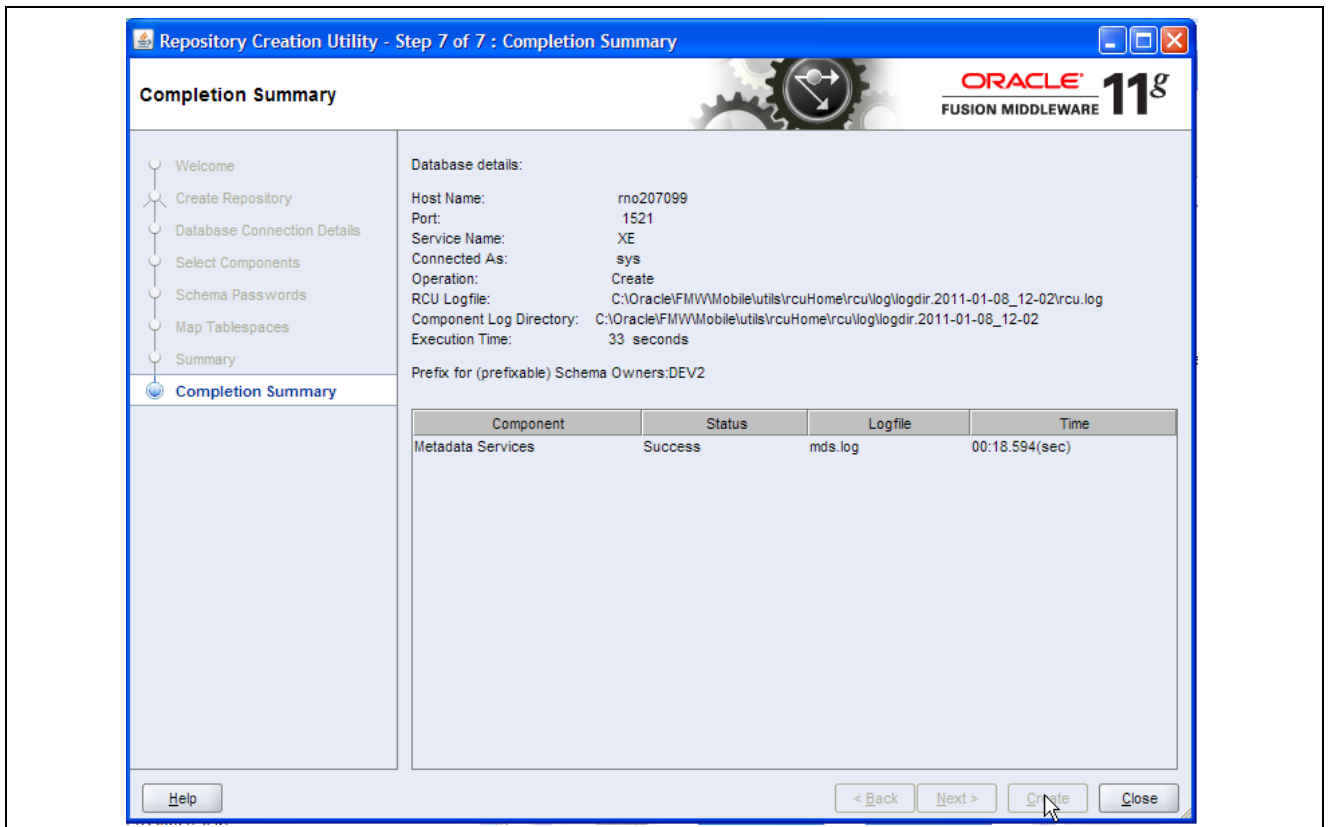 Repository Creation Utility - Step 7 of 7 : Completion Summary
Completion Summary
ORACLE
FUSION MIDDLEWARE 11g
Welcome
Create Repository
Database Connection Details
Select Components
Schema Passwords
Map Tablespaces
Summary
Completion Summary
Database details:
Host Name: rno207099
Port: 1521
Service Name: XE
Connected As: sys
Operation: Create
RCU Logfile: C:\Oracle\FMW\Mobile\utils\rcuHome\rcu\log\logdir.2011-01-08_12-02\rcu.log
Component Log Directory: C:\Oracle\FMW\Mobile\utils\rcuHome\rcu\log\logdir.2011-01-08_12-02
Execution Time: 33 seconds
Prefix for (prefixable) Schema Owners:DEV2
Component Status Logfile Time
Metadata Services Success mds.log 00:18.594(sec)
Help < Back Next > Create Close